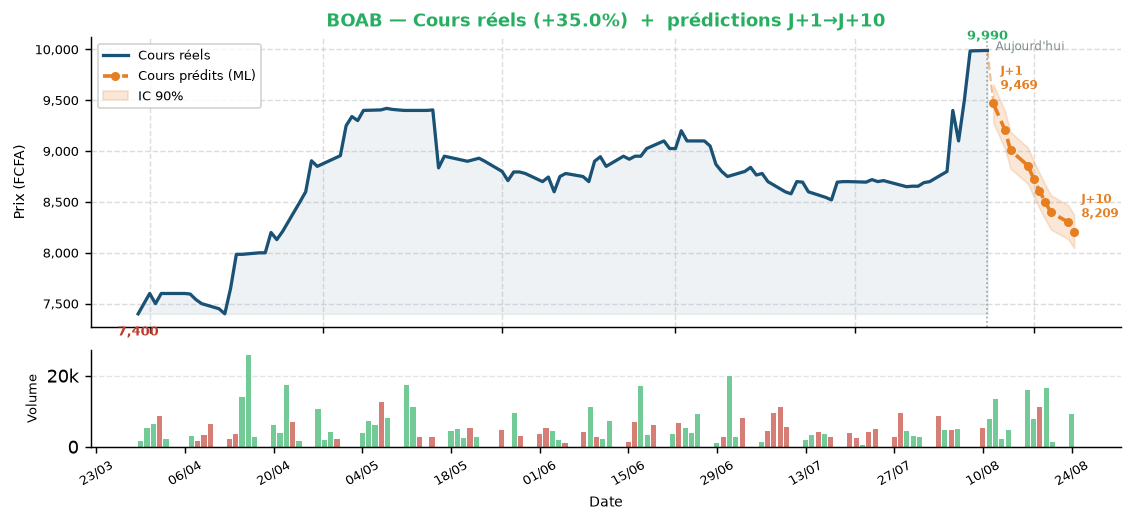 BOAB — Cours réels (+35.0%)  +  prédictions J+1→J+10
9,990
Aujourd'hui
Cours réels
Cours prédits (ML)
IC 90%
J+1
9,469
J+10
8,209
7,400
Prix (FCFA)
10,000
9,500
9,000
8,500
8,000
7,500
Volume
20k
0
23/03
06/04
20/04
04/05
18/05
01/06
15/06
29/06
13/07
27/07
10/08
24/08
Date